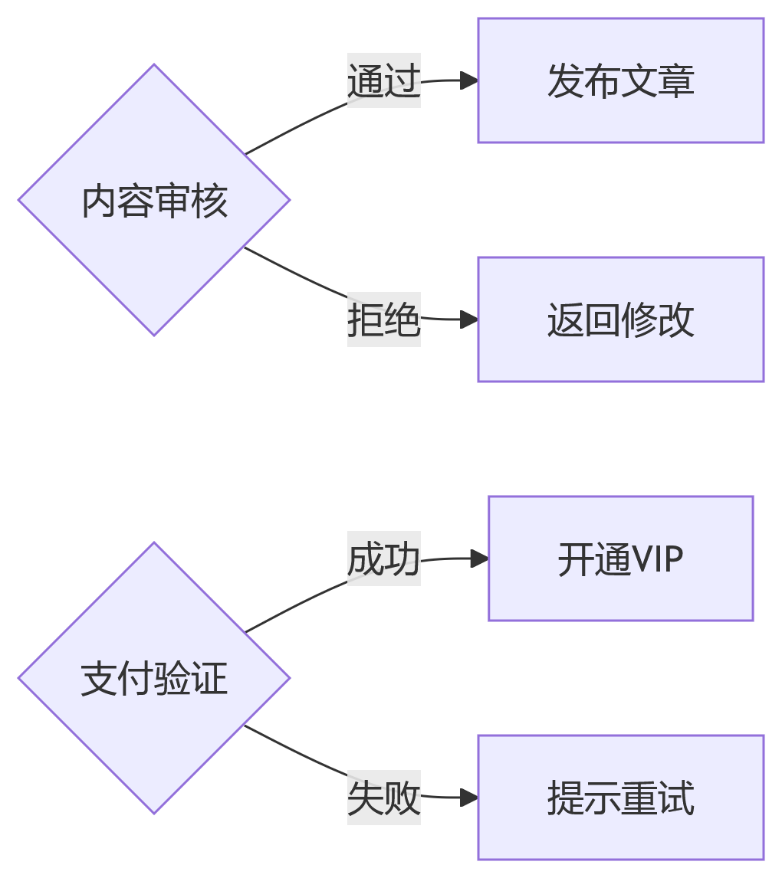 内容审核
通过
发布文章
拒绝
返回修改
支付验证
成功
开通VIP
失败
提示重试